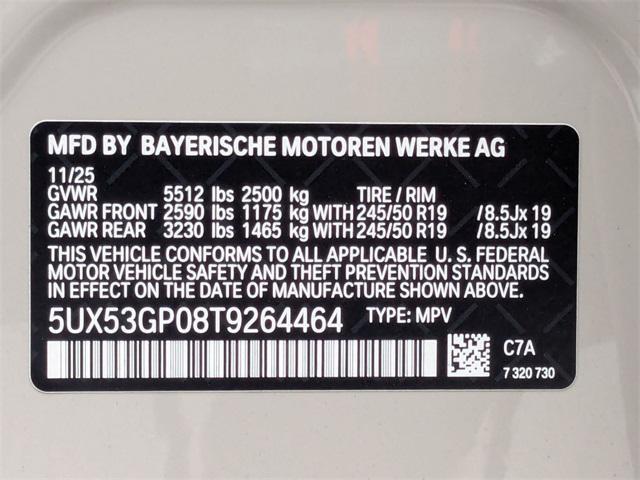 MFD BY BAYERISCHE MOTOREN WERKE AG
11/25
GVWR 5512 lbs 2500 kg TIRE / RIM
GAWR FRONT 2590 lbs 1175 kg WITH 245/50 R19 /8.5Jx 19
GAWR REAR 3230 lbs 1465 kg WITH 245/50 R19 /8.5Jx 19
THIS VEHICLE CONFORMS TO ALL APPLICABLE U. S. FEDERAL
MOTOR VEHICLE SAFETY AND THEFT PREVENTION STANDARDS
IN EFFECT ON THE DATE OF MANUFACTURE SHOWN ABOVE.
5UX53GP08T9264464 TYPE: MPV
C7A
7 320 730